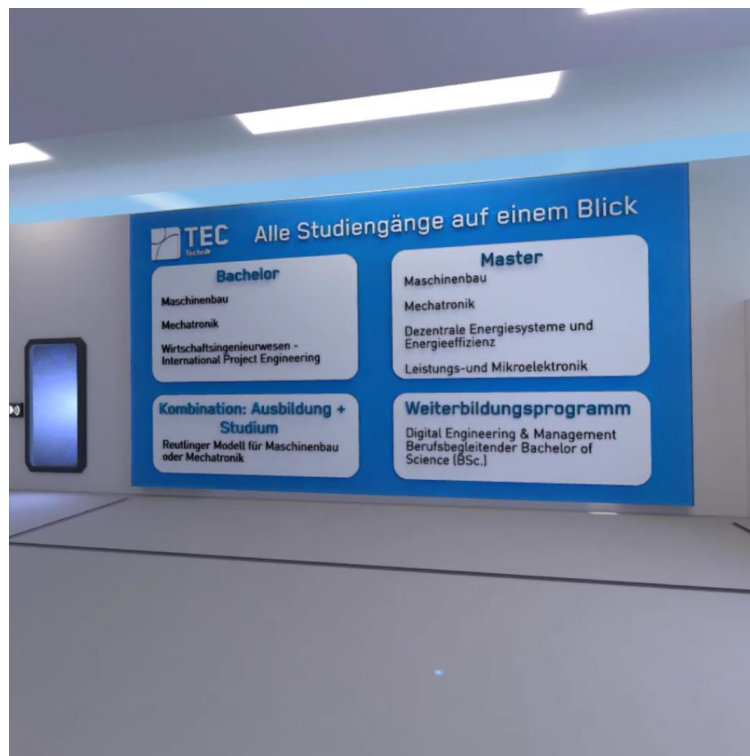 TEC
Technik
Alle Studiengänge auf einem Blick
Bachelor
Maschinenbau
Mechatronik
Wirtschaftsingenieurwesen -
International Project Engineering
Master
Maschinenbau
Mechatronik
Dezentrale Energiesysteme und
Energieeffizienz
Leistungs-und Mikroelektronik
Kombination: Ausbildung +
Studium
Reutlinger Modell für Maschinenbau
oder Mechatronik
Weiterbildungsprogramm
Digital Engineering & Management
Berufsbegleitender Bachelor of
Science (BSc.)